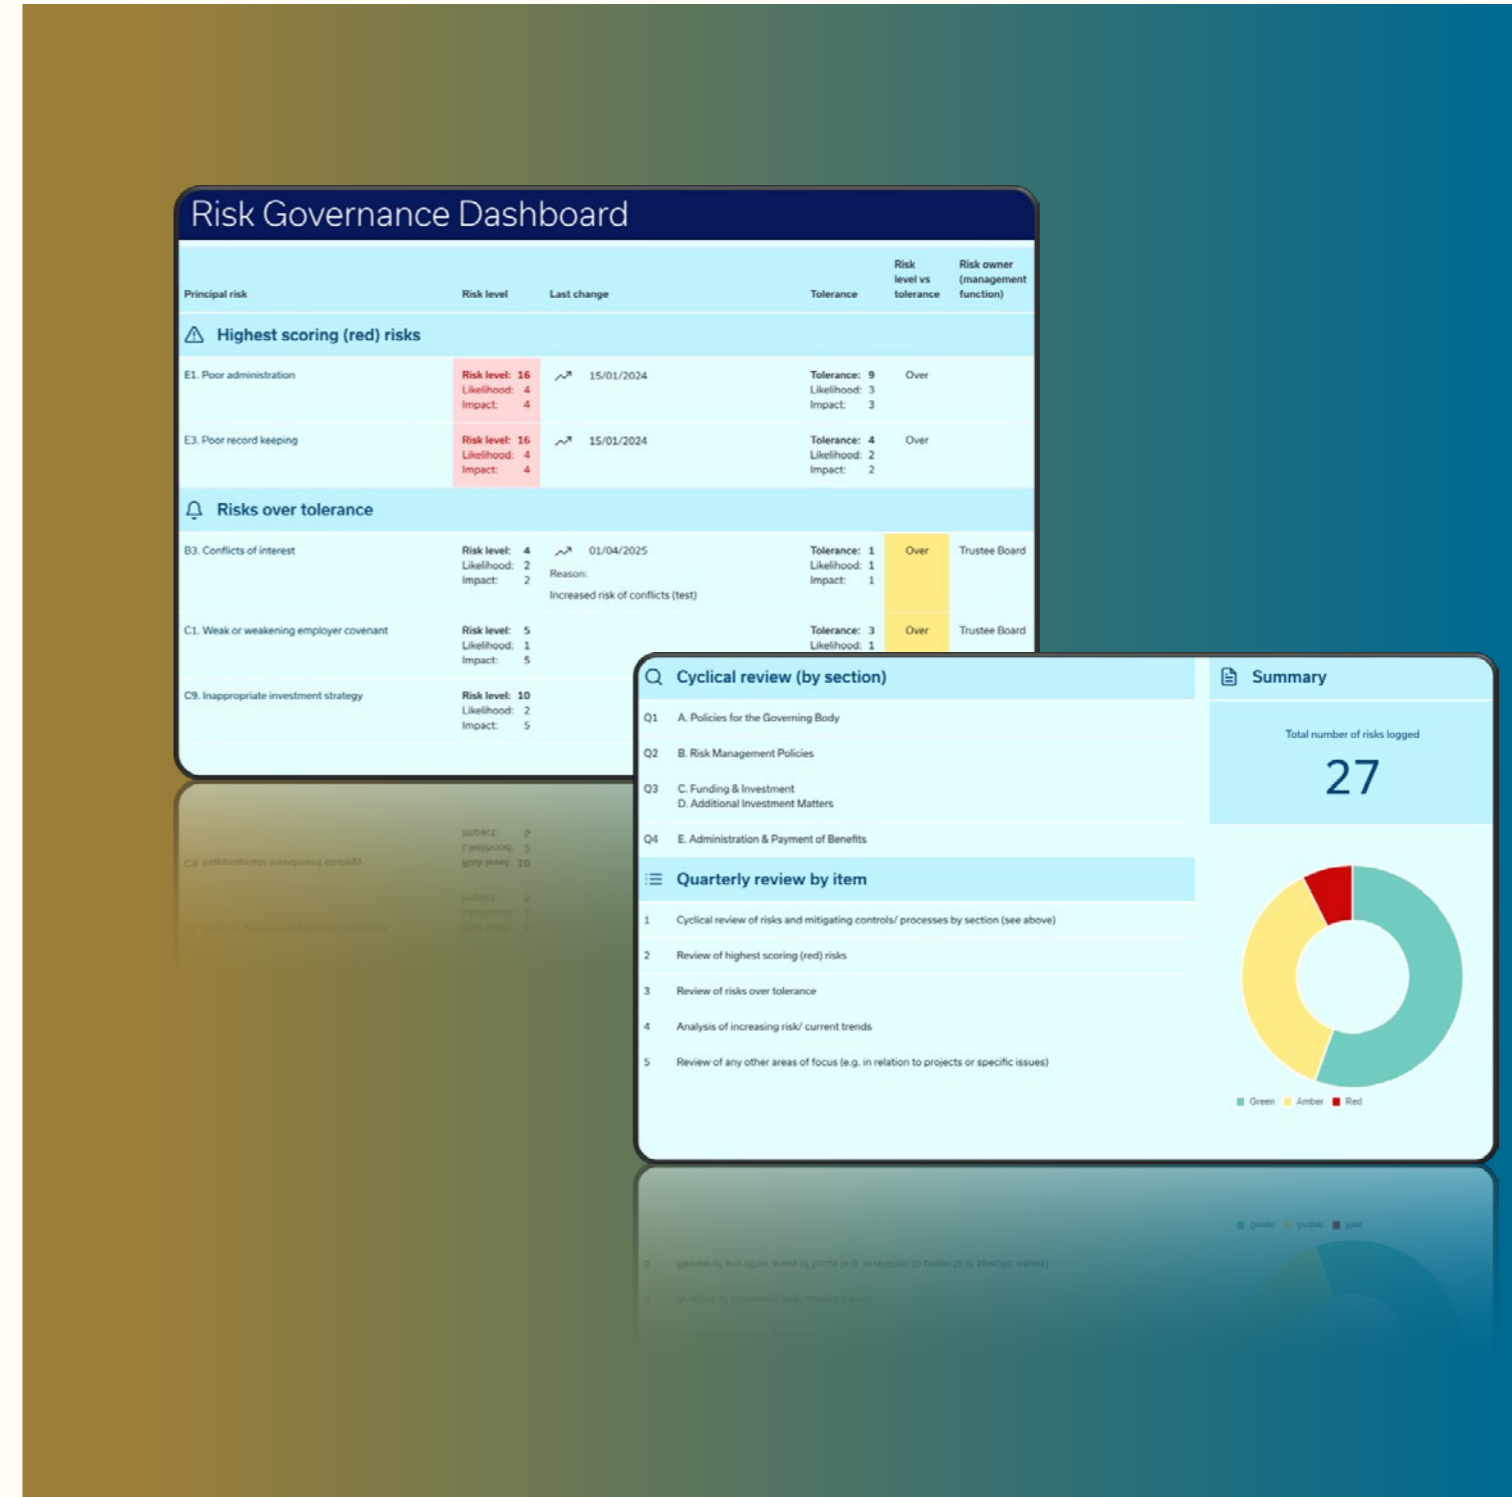 Risk Governance Dashboard
Principal risk
Risk level
Last change
Tolerance
Risk
level vs
tolerance
Risk owner
(management
function)
Highest scoring (red) risks
E1. Poor administration
Risk level: 16
Likelihood: 4
Impact: 4
15/01/2024
Tolerance: 9
Likelihood: 3
Impact: 3
Over
E3. Poor record keeping
Risk level: 16
Likelihood: 4
Impact: 4
15/01/2024
Tolerance: 4
Likelihood: 2
Impact: 2
Over
Risks over tolerance
B3. Conflicts of interest
Risk level: 4
Likelihood: 2
Impact: 2
01/04/2025
Reason:
Increased risk of conflicts (test)
Tolerance: 1
Likelihood: 1
Impact: 1
Over
Trustee Board
C1. Weak or weakening employer covenant
Risk level: 5
Likelihood: 1
Impact: 5
Tolerance: 3
Likelihood: 1
Over
Trustee Board
C9. Inappropriate investment strategy
Risk level: 10
Likelihood: 2
Impact: 5
Cyclical review (by section)
Q1 A. Policies for the Governing Body
Q2 B. Risk Management Policies
Q3 C. Funding & Investment
D. Additional Investment Matters
Q4 E. Administration & Payment of Benefits
Quarterly review by item
1 Cyclical review of risks and mitigating controls/ processes by section (see above)
2 Review of highest scoring (red) risks
3 Review of risks over tolerance
4 Analysis of increasing risk/ current trends
5 Review of any other areas of focus (e.g. in relation to projects or specific issues)
Summary
Total number of risks logged
27
Green Amber Red